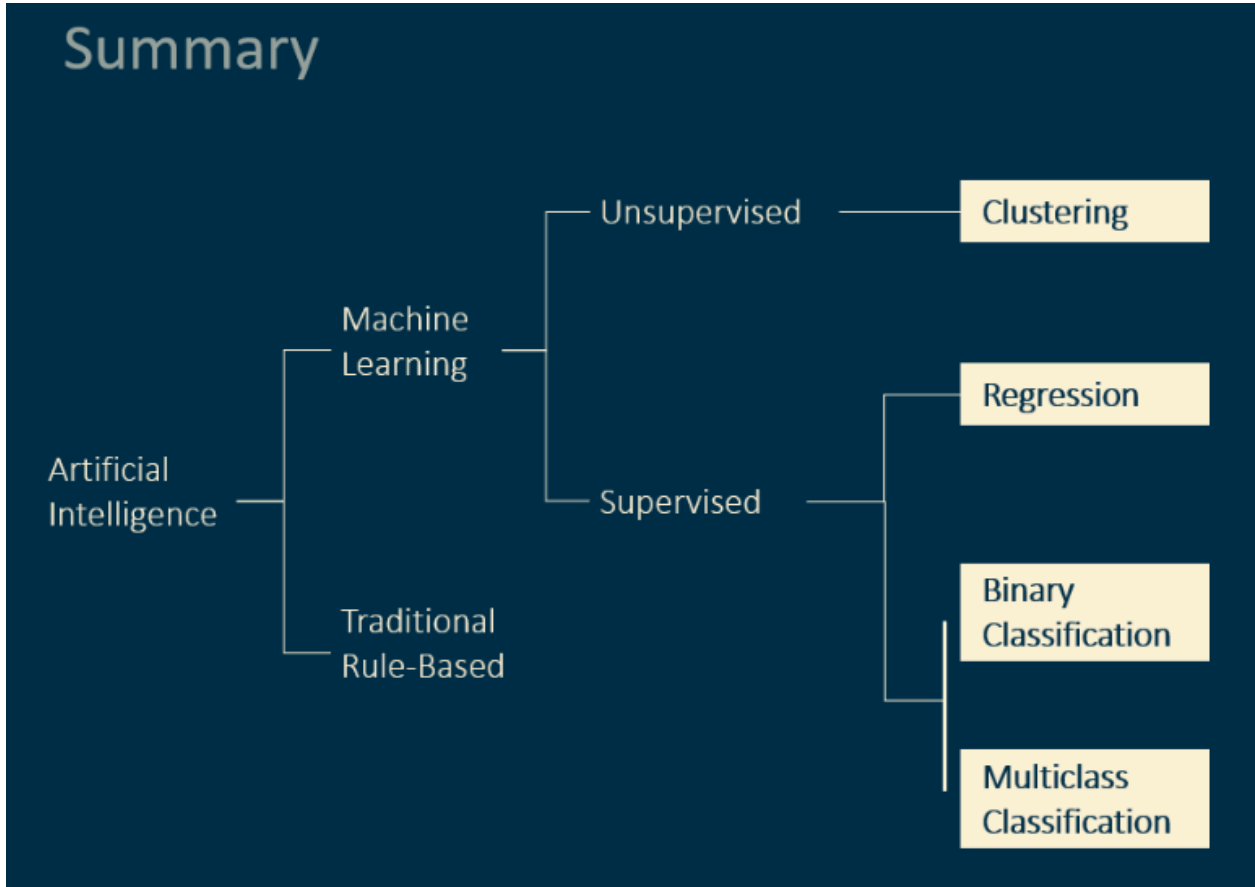 Summary
Unsupervised
Clustering
Machine
Learning
Regression
Artificial
Intelligence
Supervised
Traditional
Rule-Based
Binary
Classification
Multiclass
Classification